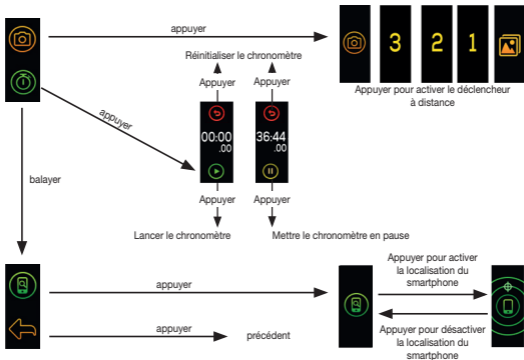 appuyer
3 2 1
Réinitialiser le chronomètre
Appuyer Appuyer
Appuyer pour activer le déclencheur
à distance
appuyer
00:00
.00
36:44
.00
balayer
Appuyer Appuyer
Lancer le chronomètre
Mettre le chronomètre en pause
appuyer
Appuyer pour activer
la localisation du
smartphone
appuyer
précédent
Appuyer pour désactiver
la localisation du
smartphone